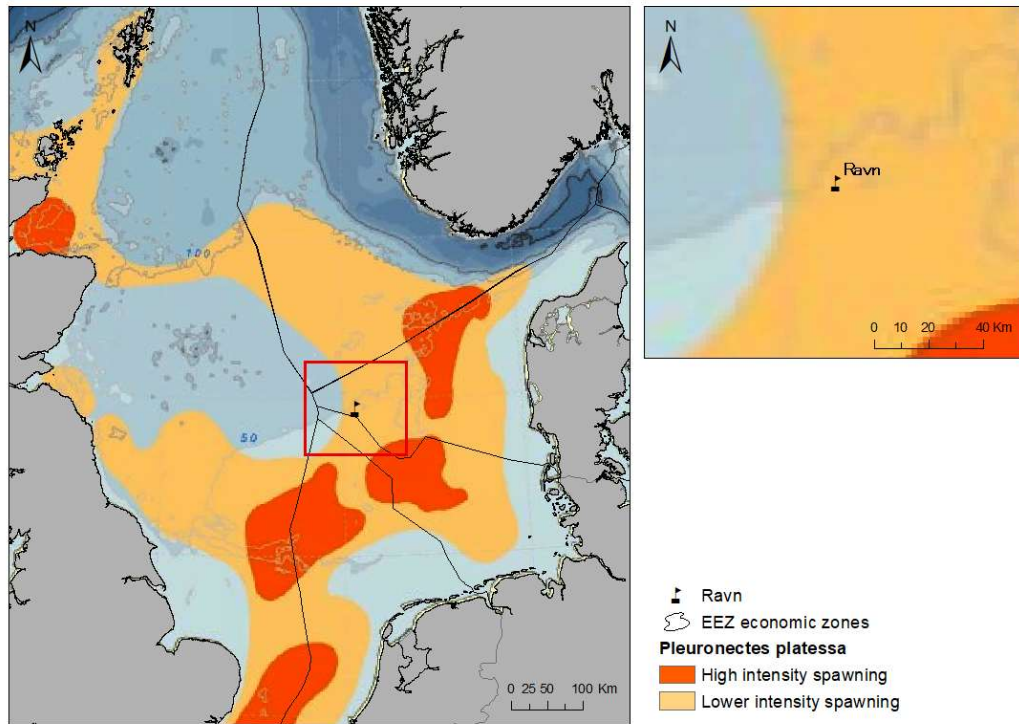 N
100
50
0 25 50 100 Km
N
Ravn
0 10 20 40 Km
Ravn
EEZ economic zones
Pleuronectes platessa
High intensity spawning
Lower intensity spawning